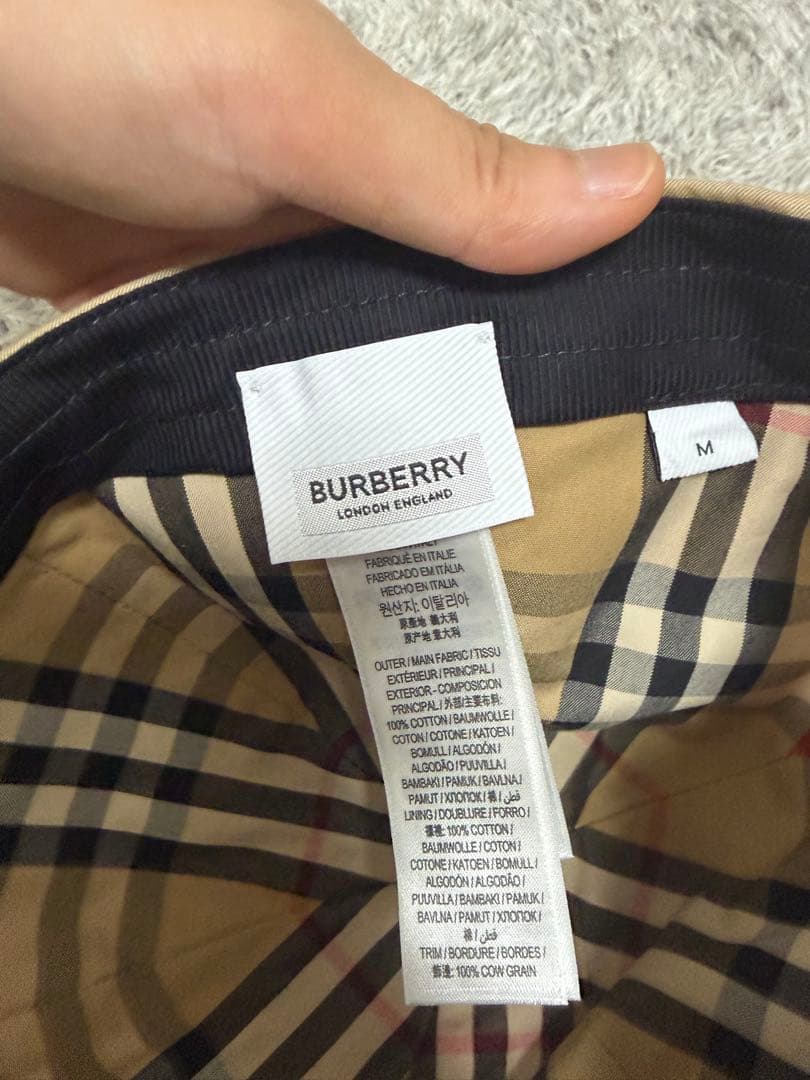 BURBERRY
LONDON ENGLAND
M
FABRIQUÉ EN ITALIE
FABRICADO EM ITÁLIA
HECHO EN ITALIA
원산지: 이탈리아
原產地 義大利
原产地 意大利
OUTER / MAIN FABRIC / TISSU
EXTÉRIEUR / PRINCIPAL /
EXTERIOR - COMPOSICION
PRINCIPAL / 外部/主要布料:
100% COTTON / BAUMWOLLE /
COTON / COTONE / KATOEN /
BOMULL / ALGODÓN /
ALGODÃO / PUUVILLA /
BAMBAKI / PAMUK / BAVLNA /
PAMUT / ХЛОПОК / 棉 / قطن /
LINING / DOUBLURE / FORRO /
裡襯: 100% COTTON /
BAUMWOLLE / COTON /
COTONE / KATOEN / BOMULL /
ALGODÓN / ALGODÃO /
PUUVILLA / BAMBAKI / PAMUK /
BAVLNA / PAMUT / ХЛОПОК /
棉 / قطن
TRIM / BORDURE / BORDES /
飾邊: 100% COW GRAIN